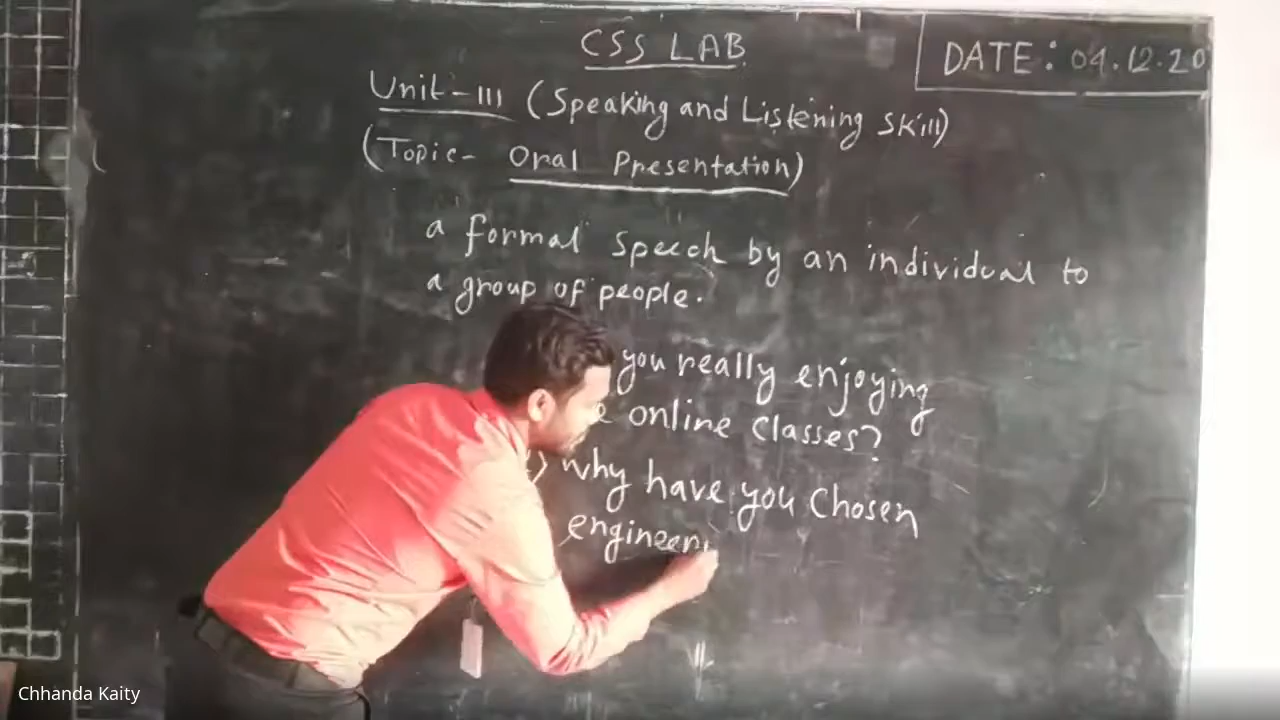 CSS LAB
DATE: 04.12.20
Unit-III (Speaking and Listening skill)
(Topic- Oral Presentation)
a formal speech by an individual to
a group of people.
you really enjoying
online classes?
Why have you Chosen
engineeri
Chhanda Kaity